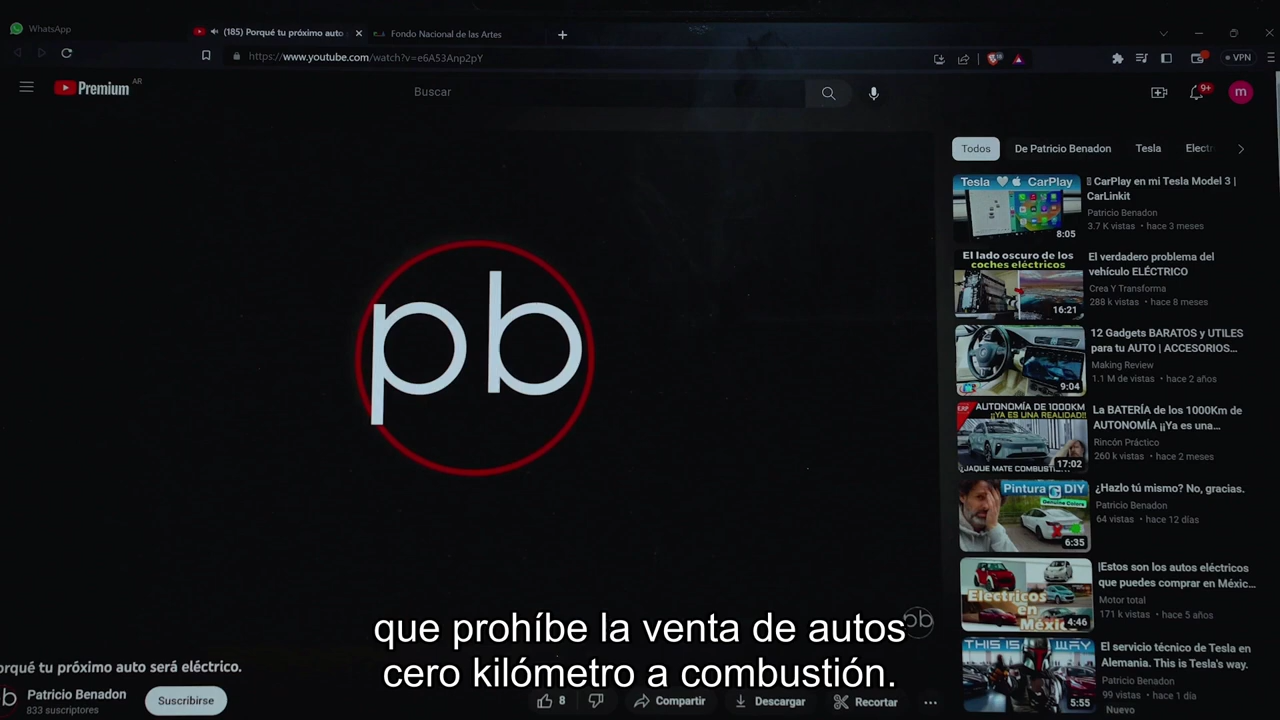 WhatsApp
(185) Porqué tu próximo auto
Fondo Nacional de las Artes
https://www.youtube.com/watch?v=e6A53Anp2pY
VPN
Premium AR
Buscar
9+
m
Todos
De Patricio Benadon
Tesla
Electr
pb
Tesla CarPlay
8:05
CarPlay en mi Tesla Model 3 |
CarLinkit
Patricio Benadon
3.7 K vistas • hace 3 meses
El lado oscuro de los
coches eléctricos
16:21
El verdadero problema del
vehículo ELÉCTRICO
Crea Y Transforma
288 k vistas • hace 8 meses
9:04
12 Gadgets BARATOS y UTILES
para tu AUTO | ACCESORIOS...
Making Review
1.1 M de vistas • hace 2 años
AUTONOMÍA DE 1000KM
¡¡YA ES UNA REALIDAD!!
¡JAQUE MATE COMBUSTIÓN!
17:02
La BATERÍA de los 1000Km de
AUTONOMÍA ¡¡Ya es una...
Rincón Práctico
260 k vistas • hace 2 meses
Pintura DIY
6:35
¿Hazlo tú mismo? No, gracias.
Patricio Benadon
64 vistas • hace 12 días
Electricos
en
México
4:46
|Estos son los autos eléctricos
que puedes comprar en Méxic...
Motor total
171 k vistas • hace 5 años
THIS IS WAY
5:55
El servicio técnico de Tesla en
Alemania. This is Tesla's way.
Patricio Benadon
99 vistas • hace 1 día
Nuevo
pb
que prohíbe la venta de autos
cero kilómetro a combustión.
orqué tu próximo auto será eléctrico.
Patricio Benadon
833 suscriptores
Suscribirse
8
Compartir
Descargar
Recortar